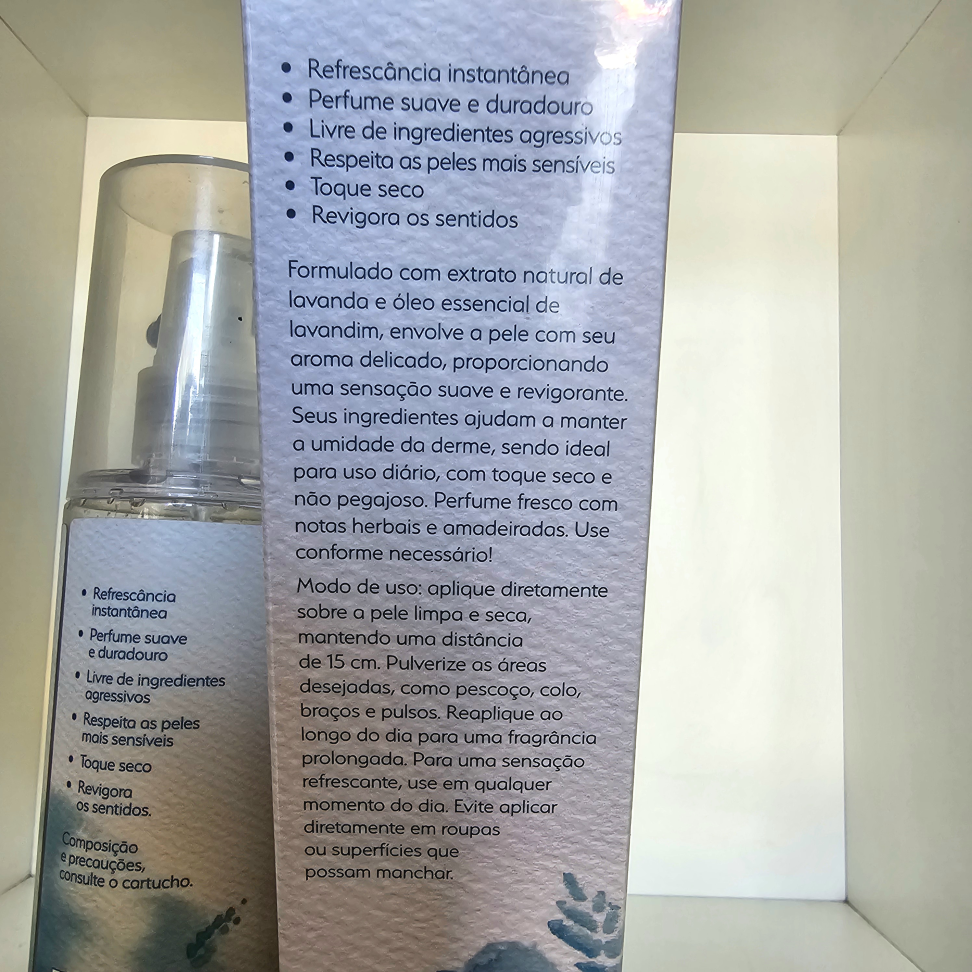 • Refrescância instantânea
• Perfume suave e duradouro
• Livre de ingredientes agressivos
• Respeita as peles mais sensíveis
• Toque seco
• Revigora os sentidos
Formulado com extrato natural de
lavanda e óleo essencial de
lavandim, envolve a pele com seu
aroma delicado, proporcionando
uma sensação suave e revigorante.
Seus ingredientes ajudam a manter
a umidade da derme, sendo ideal
para uso diário, com toque seco e
não pegajoso. Perfume fresco com
notas herbais e amadeiradas. Use
conforme necessário!
Modo de uso: aplique diretamente
sobre a pele limpa e seca,
mantendo uma distância
de 15 cm. Pulverize as áreas
desejadas, como pescoço, colo,
braços e pulsos. Reaplique ao
longo do dia para uma fragrância
prolongada. Para uma sensação
refrescante, use em qualquer
momento do dia. Evite aplicar
diretamente em roupas
ou superfícies que
possam manchar.
• Refrescância
instantânea
• Perfume suave
e duradouro
• Livre de ingredientes
agressivos
• Respeita as peles
mais sensíveis
• Toque seco
• Revigora
os sentidos.
Composição
e precauções,
consulte o cartucho.